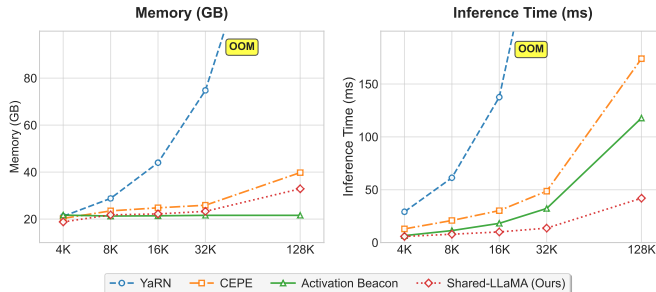 Memory (GB)
Inference Time (ms)
OOM
OOM
Memory (GB)
80
60
40
20
4K 8K 16K 32K 128K
Inference Time (ms)
150
100
50
0
4K 8K 16K 32K 128K
YaRN CEPE Activation Beacon Shared-LLaMA (Ours)